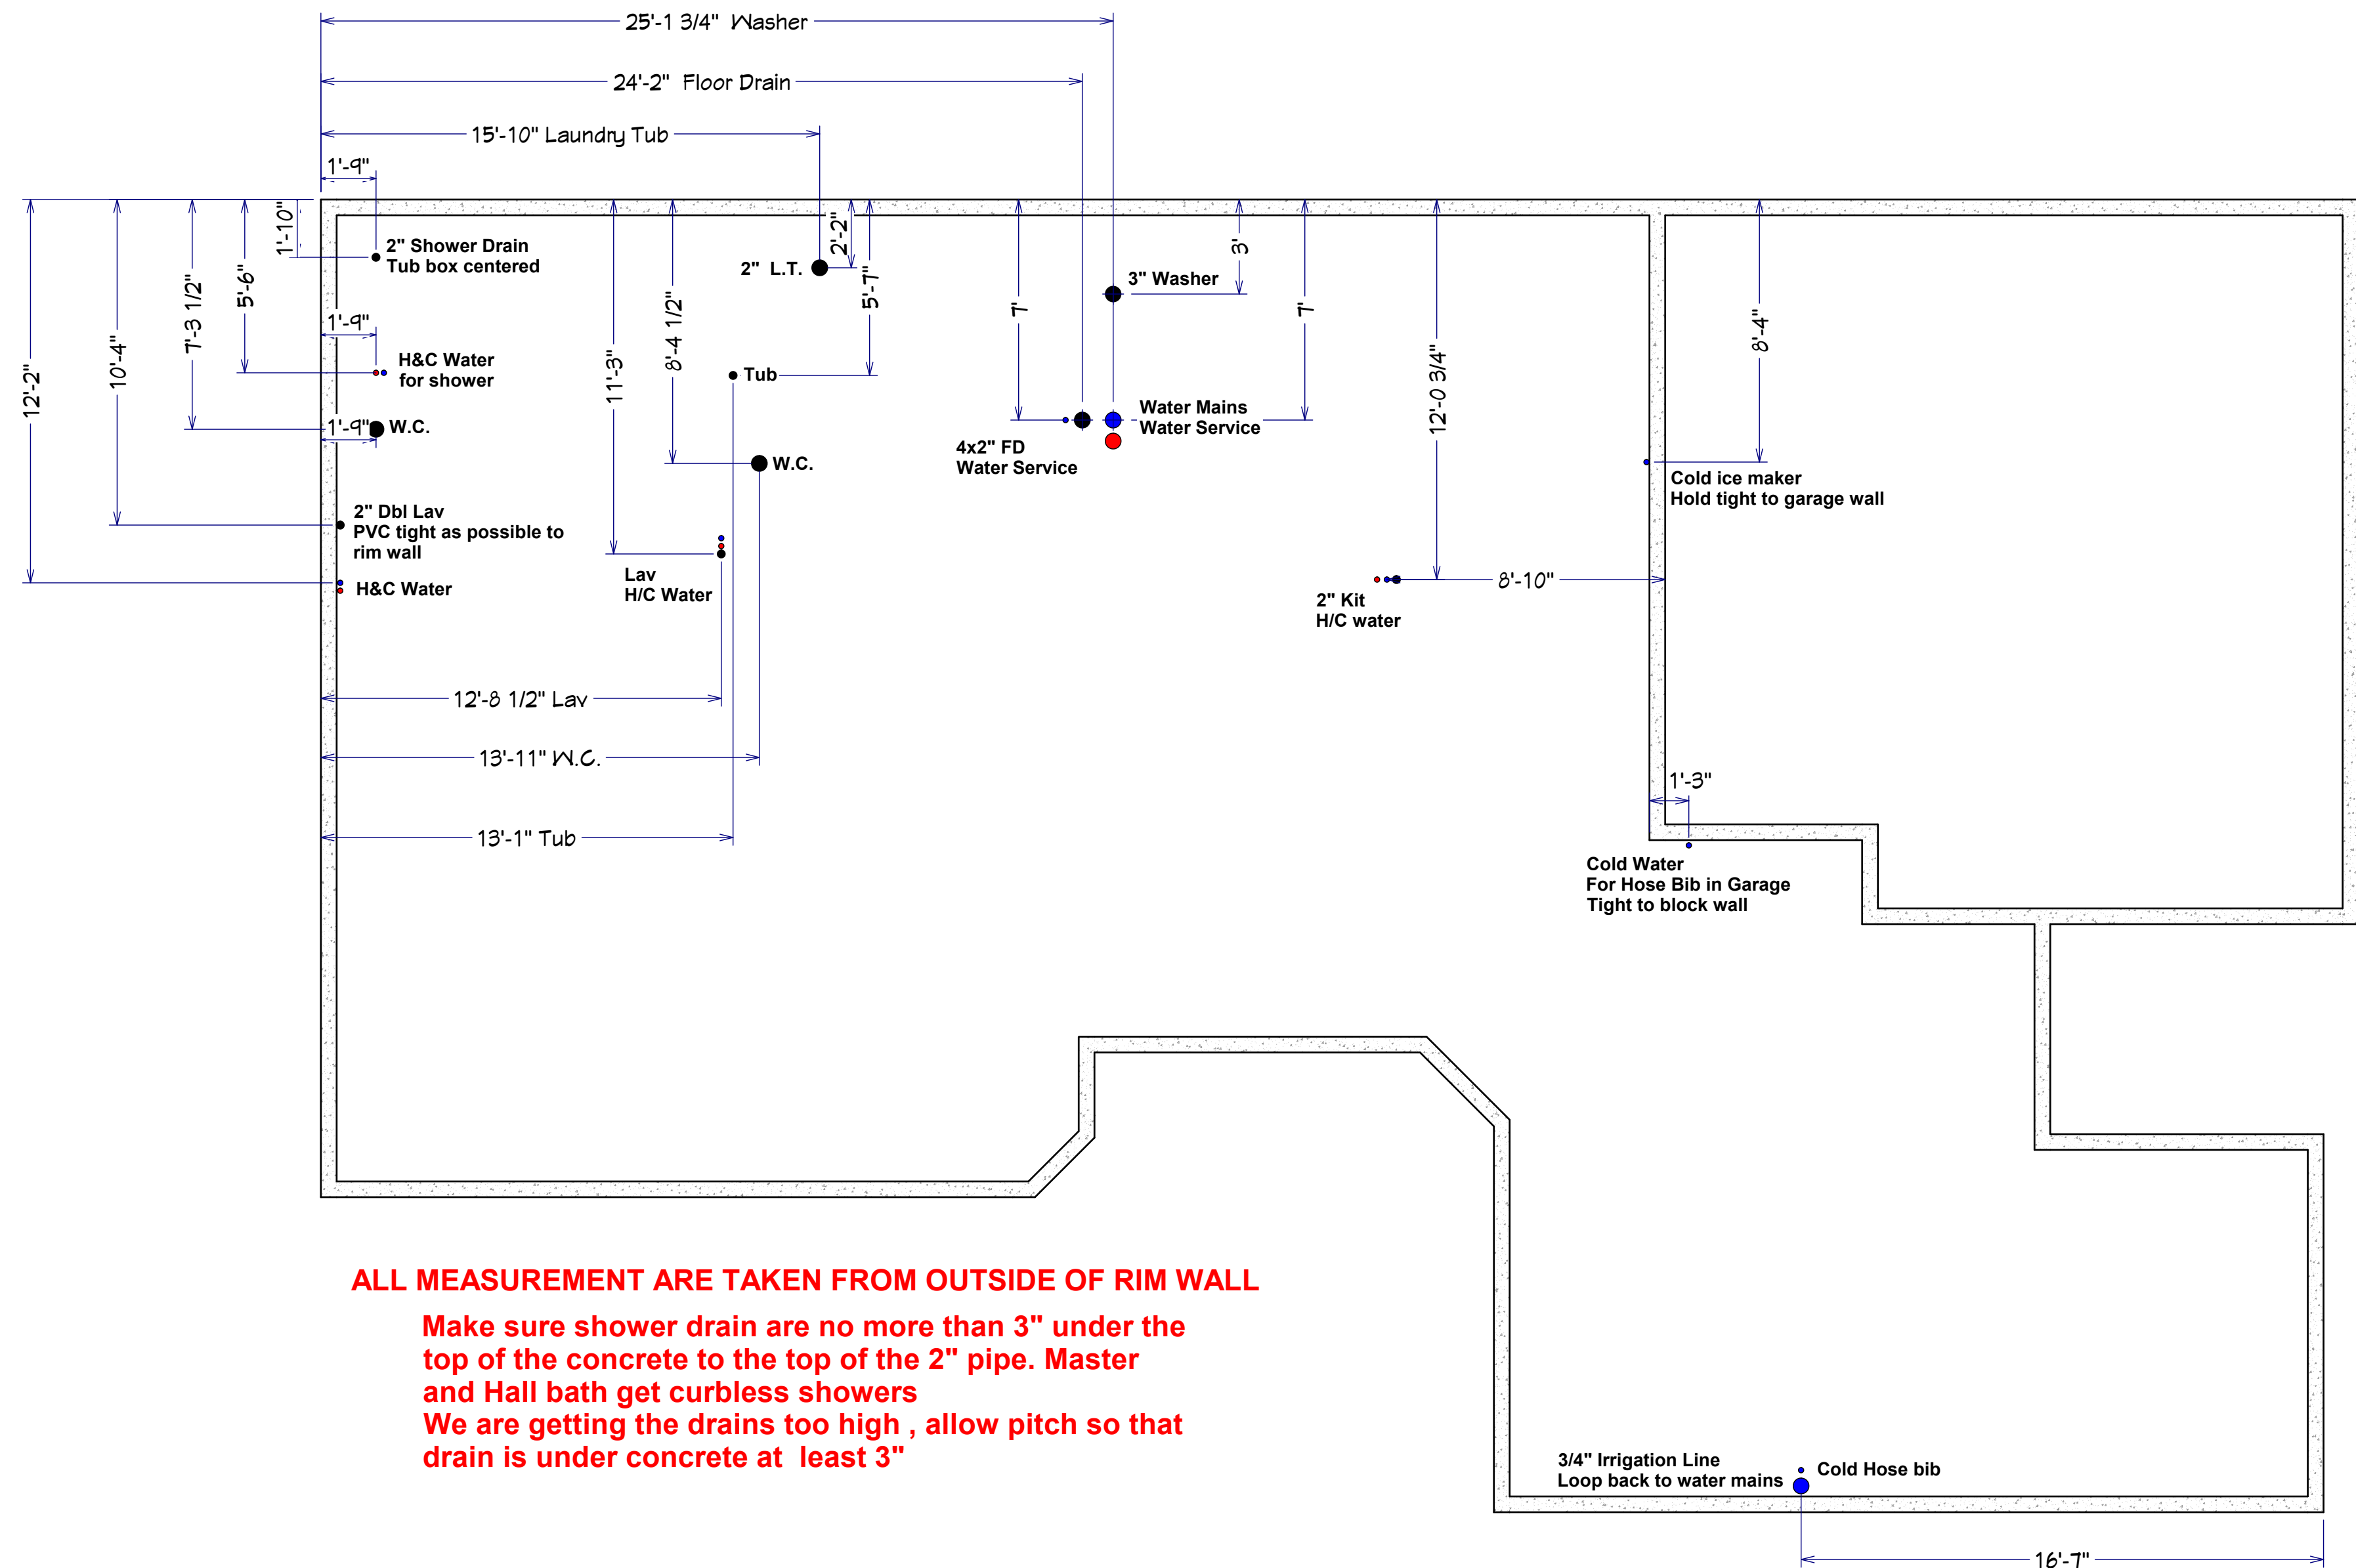 25'-1 3/4" Washer
24'-2" Floor Drain
15'-10" Laundry Tub
1'-9"
1'-10"
2" Shower Drain
Tub box centered
2" L.T.
2'-2"
5'-7"
3'
3" Washer
7'
7'
8'-4"
12'-2"
10'-4"
7'-3 1/2"
5'-6"
1'-9"
H&C Water
for shower
11'-3"
8'-4 1/2"
Tub
12'-0 3/4"
1'-9"
W.C.
W.C.
4x2" FD
Water Service
Water Mains
Water Service
Cold ice maker
Hold tight to garage wall
2" Dbl Lav
PVC tight as possible to
rim wall
H&C Water
Lav
H/C Water
2" Kit
H/C water
8'-10"
12'-8 1/2" Lav
13'-11" W.C.
13'-1" Tub
1'-3"
Cold Water
For Hose Bib in Garage
Tight to block wall
ALL MEASUREMENT ARE TAKEN FROM OUTSIDE OF RIM WALL
Make sure shower drain are no more than 3" under the
top of the concrete to the top of the 2" pipe. Master
and Hall bath get curbless showers
We are getting the drains too high , allow pitch so that
drain is under concrete at least 3"
3/4" Irrigation Line
Loop back to water mains
Cold Hose bib
16'-7"